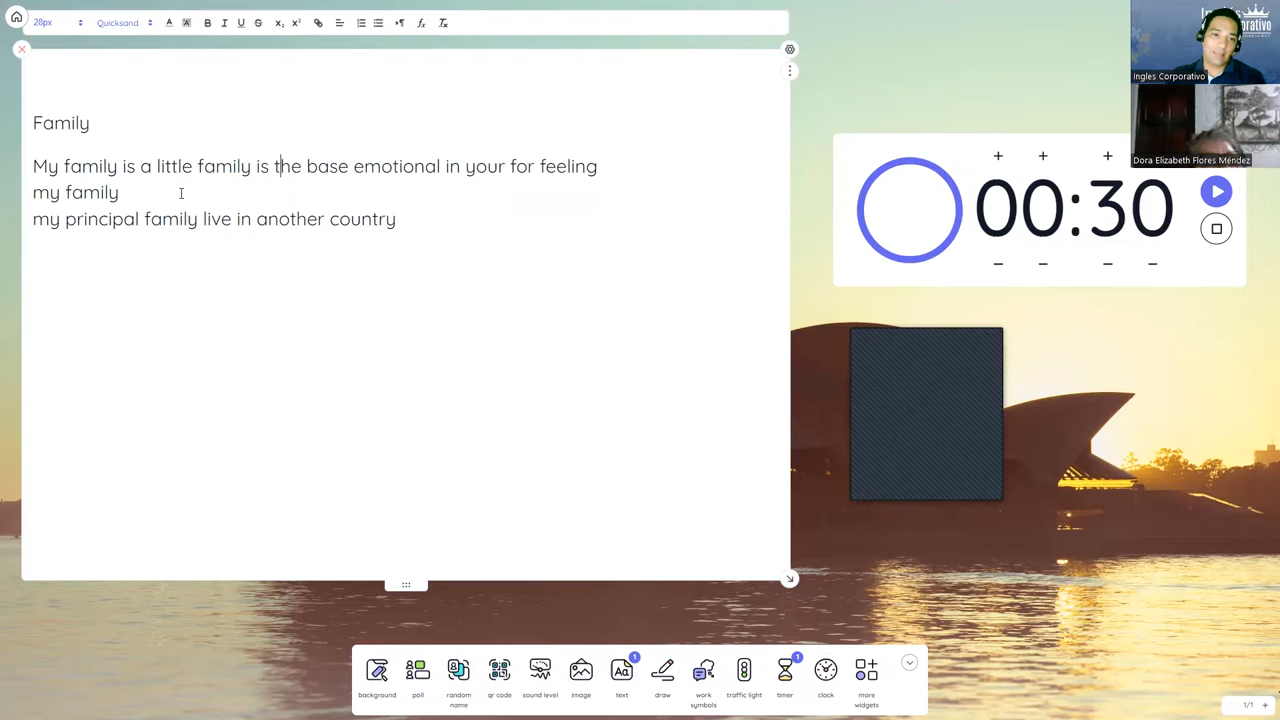 28px
Quicksand
Family
My family is a little family is the base emotional in your for feeling
my family
my principal family live in another country
00:30
Ingles Corporativo
Dora Elizabeth Flores Méndez
background
poll
random name
qr code
sound level
image
text
1
draw
work symbols
traffic light
timer
1
clock
more widgets
1/1